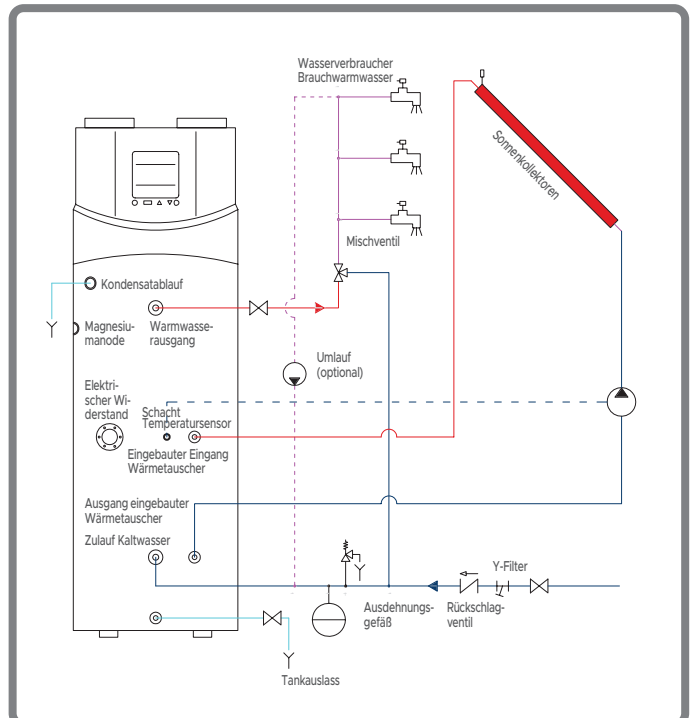 Wasserverbraucher
Brauchwarmwasser
Sonnenkollektoren
Mischventil
Kondensatablauf
Magnesiu-
manode
Warmwasse-
rausgang
Umlauf
(optional)
Elektri-
scher Wi-
derstand
Schacht
Temperatursensor
Eingebauter Eingang
Wärmetauscher
Ausgang eingebauter
Wärmetauscher
Zulauf Kaltwasser
Y-Filter
Ausdehnungs-
gefäß
Rückschlag-
ventil
Tankauslass